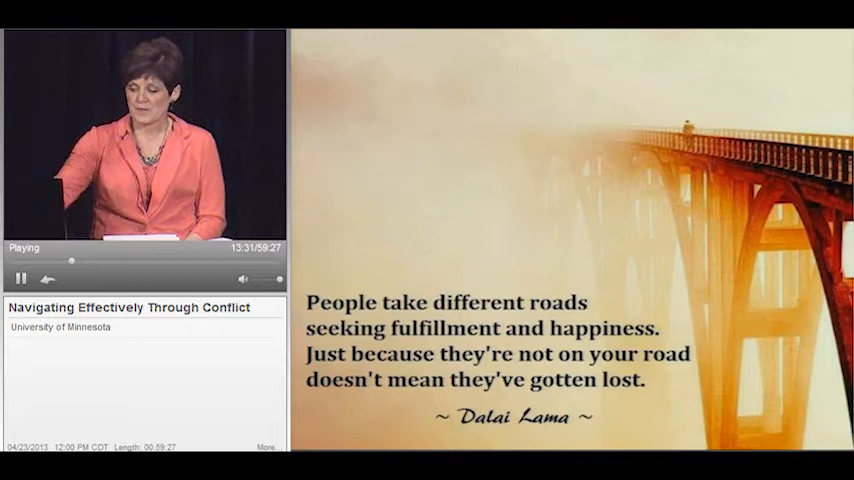 Playing 13:31/59:27
Navigating Effectively Through Conflict
University of Minnesota
04/23/2013 12:00 PM CDT Length: 00:59:27 More...
People take different roads
seeking fulfillment and happiness.
Just because they're not on your road
doesn't mean they've gotten lost.
~ Dalai Lama ~